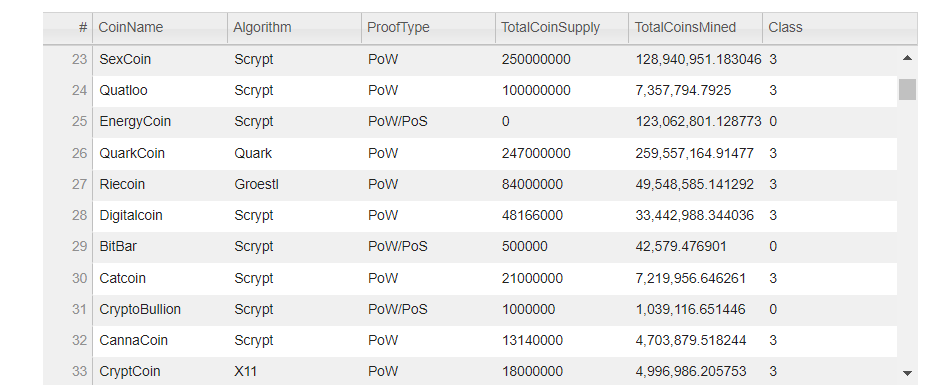 # CoinName Algorithm ProofType TotalCoinSupply TotalCoinsMined Class
23 SexCoin Scrypt PoW 250000000 128,940,951.183046 3
24 Quatloo Scrypt PoW 100000000 7,357,794.7925 3
25 EnergyCoin Scrypt PoW/PoS 0 123,062,801.128773 0
26 QuarkCoin Quark PoW 247000000 259,557,164.91477 3
27 Riecoin Groestl PoW 84000000 49,548,585.141292 3
28 Digitalcoin Scrypt PoW 48166000 33,442,988.344036 3
29 BitBar Scrypt PoW/PoS 500000 42,579.476901 0
30 Catcoin Scrypt PoW 21000000 7,219,956.646261 3
31 CryptoBullion Scrypt PoW/PoS 1000000 1,039,116.651446 0
32 CannaCoin Scrypt PoW 13140000 4,703,879.518244 3
33 CryptCoin X11 PoW 18000000 4,996,986.205753 3